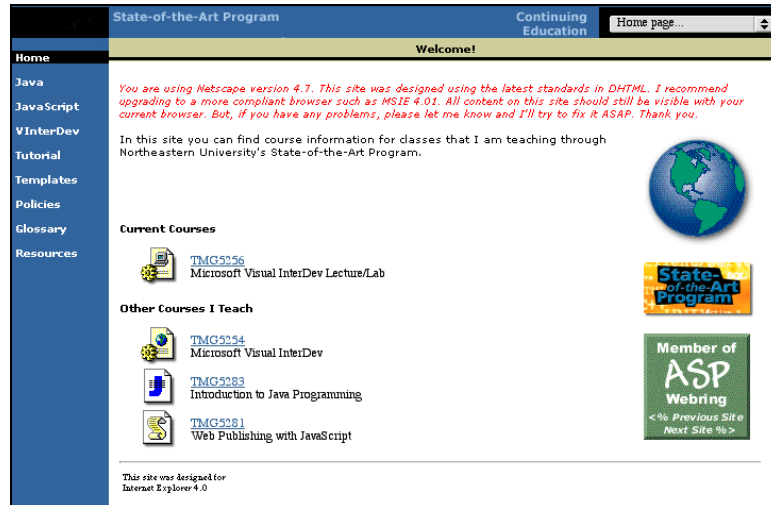 State-of-the-Art Program
Continuing
Education
Home page...
Welcome!
Home
Java
JavaScript
VInterDev
Tutorial
Templates
Policies
Glossary
Resources
You are using Netscape version 4.7. This site was designed using the latest standards in DHTML. I recommend
upgrading to a more compliant browser such as MSIE 4.01. All content on this site should still be visible with your
current browser. But, if you have any problems, please let me know and I'll try to fix it ASAP. Thank you.
In this site you can find course information for classes that I am teaching through
Northeastern University's State-of-the-Art Program.
Current Courses
TMG5256
Microsoft Visual InterDev Lecture/Lab
Other Courses I Teach
TMG5254
Microsoft Visual InterDev
TMG5283
Introduction to Java Programming
TMG5281
Web Publishing with JavaScript
State-
of-the-Art
Program
Member of
ASP
Webring
<% Previous Site
Next Site %>
This site was designed for
Internet Explorer 4.0